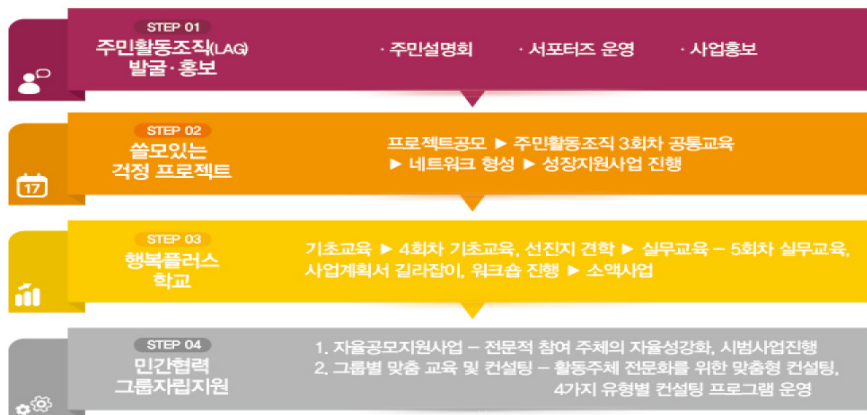 STEP 01
주민활동조직(LAG)
발굴·홍보
· 주민설명회 · 서포터즈 운영 · 사업홍보
STEP 02
쓸모있는
걱정 프로젝트
프로젝트공모 ▶ 주민활동조직 3회차 공통교육
▶ 네트워크 형성 ▶ 성장지원사업 진행
17
STEP 03
행복플러스
학교
기초교육 ▶ 4회차 기초교육, 선진지 견학 ▶ 실무교육 – 5회차 실무교육,
사업계획서 길라잡이, 워크숍 진행 ▶ 소액사업
STEP 04
민간협력
그룹자립지원
1. 자율공모지원사업 – 전문적 참여 주체의 자율성강화, 시범사업진행
2. 그룹별 맞춤 교육 및 컨설팅 – 활동주체 전문화를 위한 맞춤형 컨설팅,
4가지 유형별 컨설팅 프로그램 운영